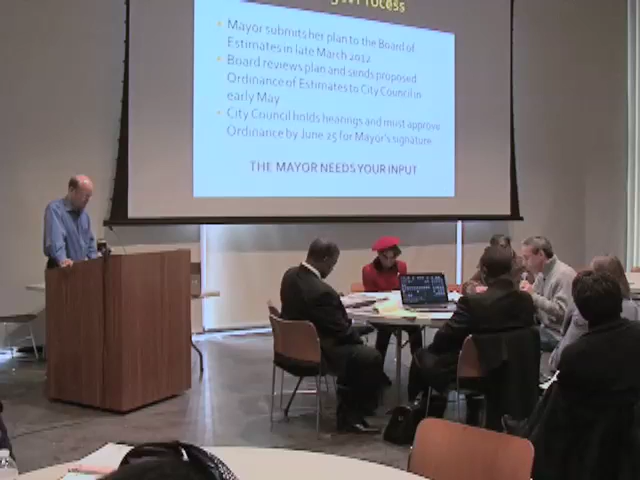 Process
Mayor submits her plan to the Board of
Estimates in late March 2012
Board reviews plan and sends proposed
Ordinance of Estimates to City Council in
early May
City Council holds hearings and must approve
Ordinance by June 25 for Mayor's signature
THE MAYOR NEEDS YOUR INPUT